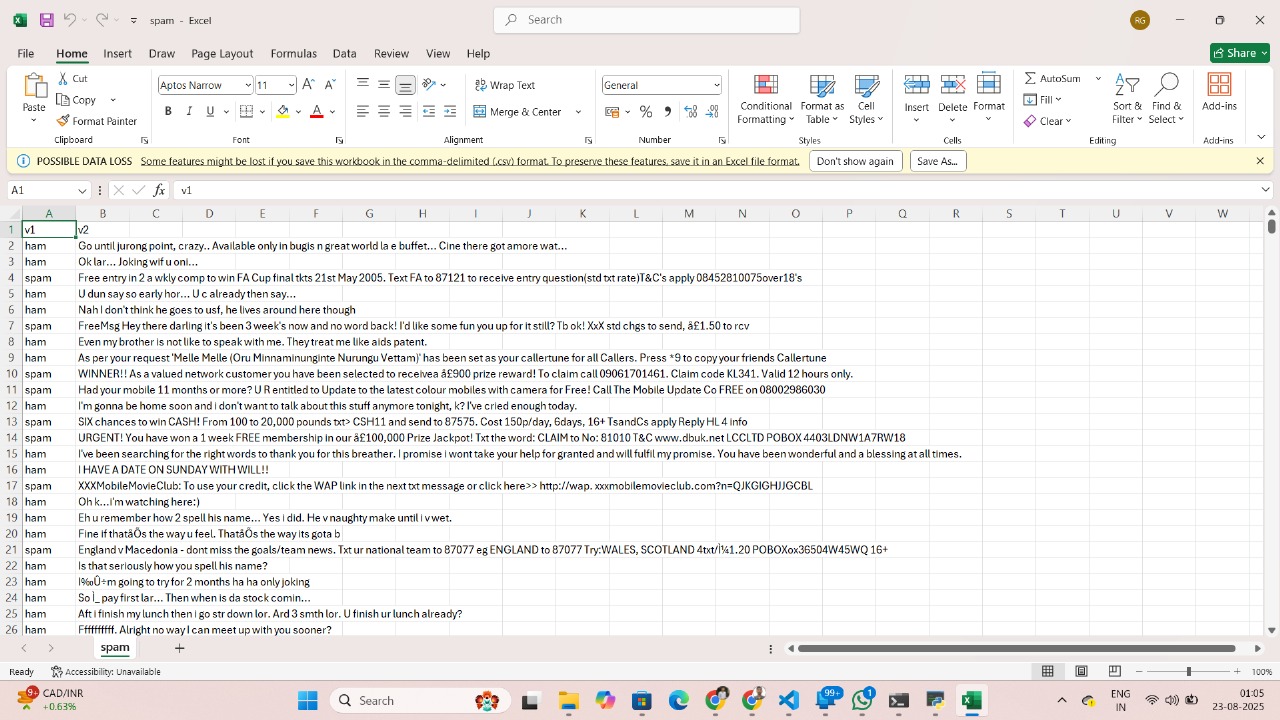 spam - Excel
Search
RG
File Home Insert Draw Page Layout Formulas Data Review View Help
Share
Paste
Cut
Copy
Format Painter
Clipboard
Aptos Narrow 11
B I U
Font
Wrap Text
Merge & Center
Alignment
General
Number
Conditional Formatting
Format as Table
Cell Styles
Styles
Insert Delete Format
Cells
AutoSum
Fill
Clear
Sort & Filter
Find & Select
Editing
Add-ins
Add-ins
POSSIBLE DATA LOSS Some features might be lost if you save this workbook in the comma-delimited (.csv) format. To preserve these features, save it in an Excel file format. Don't show again Save As...
A1 fx v1
A B C D E F G H I J K L M N O P Q R S T U V W
1 v1 v2
2 ham Go until jurong point, crazy.. Available only in bugis n great world la e buffet... Cine there got amore wat...
3 ham Ok lar... Joking wif u oni...
4 spam Free entry in 2 a wkly comp to win FA Cup final tkts 21st May 2005. Text FA to 87121 to receive entry question(std txt rate)T&C's apply 08452810075over18's
5 ham U dun say so early hor... U c already then say...
6 ham Nah I don't think he goes to usf, he lives around here though
7 spam FreeMsg Hey there darling it's been 3 week's now and no word back! I'd like some fun you up for it still? Tb ok! XxX std chgs to send, å£1.50 to rcv
8 ham Even my brother is not like to speak with me. They treat me like aids patent.
9 ham As per your request 'Melle Melle (Oru Minnaminunginte Nurungu Vettam)' has been set as your callertune for all Callers. Press *9 to copy your friends Callertune
10 spam WINNER!! As a valued network customer you have been selected to receivea å£900 prize reward! To claim call 09061701461. Claim code KL341. Valid 12 hours only.
11 spam Had your mobile 11 months or more? U R entitled to Update to the latest colour mobiles with camera for Free! Call The Mobile Update Co FREE on 08002986030
12 ham I'm gonna be home soon and i don't want to talk about this stuff anymore tonight, k? I've cried enough today.
13 spam SIX chances to win CASH! From 100 to 20,000 pounds txt> CSH11 and send to 87575. Cost 150p/day, 6days, 16+ TsandCs apply Reply HL 4 info
14 spam URGENT! You have won a 1 week FREE membership in our å£100,000 Prize Jackpot! Txt the word: CLAIM to No: 81010 T&C www.dbuk.net LCCLTD POBOX 4403LDNW1A7RW18
15 ham I've been searching for the right words to thank you for this breather. I promise i wont take your help for granted and will fulfil my promise. You have been wonderful and a blessing at all times.
16 ham I HAVE A DATE ON SUNDAY WITH WILL!!
17 spam XXXMobileMovieClub: To use your credit, click the WAP link in the next txt message or click here>> http://wap. xxxmobilemovieclub.com?n=QJKGIGHJJGCBL
18 ham Oh k...i'm watching here:)
19 ham Eh u remember how 2 spell his name... Yes i did. He v naughty make until i v wet.
20 ham Fine if thatåÕs the way u feel. ThatåÕs the way its gota b
21 spam England v Macedonia - dont miss the goals/team news. Txt ur national team to 87077 eg ENGLAND to 87077 Try:WALES, SCOTLAND 4txt/Ì¼1.20 POBOXox36504W45WQ 16+
22 ham Is that seriously how you spell his name?
23 ham I‰Û÷m going to try for 2 months ha ha only joking
24 ham So Ì_ pay first lar... Then when is da stock comin...
25 ham Aft i finish my lunch then i go str down lor. Ard 3 smth lor. U finish ur lunch already?
26 ham Ffffffffff. Alright no way I can meet up with you sooner?
spam
Ready Accessibility: Unavailable 100%
9+ CAD/INR
+0.63%
Search
99+
1
ENG
IN
01:05
23-08-2025